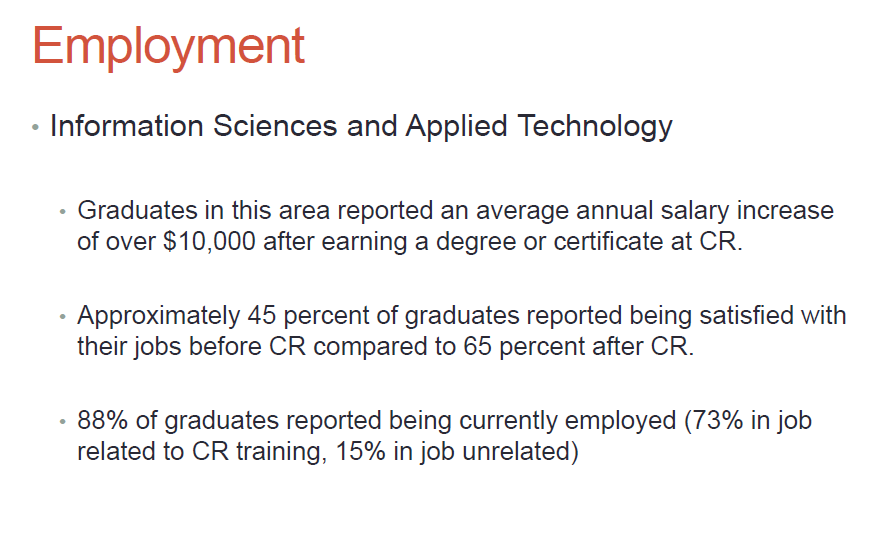 Employment
• Information Sciences and Applied Technology
• Graduates in this area reported an average annual salary increase
of over $10,000 after earning a degree or certificate at CR.
• Approximately 45 percent of graduates reported being satisfied with
their jobs before CR compared to 65 percent after CR.
• 88% of graduates reported being currently employed (73% in job
related to CR training, 15% in job unrelated)